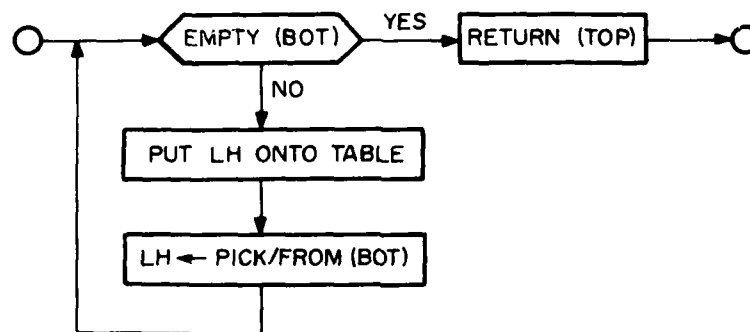 EMPTY (BOT)
YES
RETURN (TOP)
NO
PUT LH ONTO TABLE
LH ← PICK/FROM (BOT)